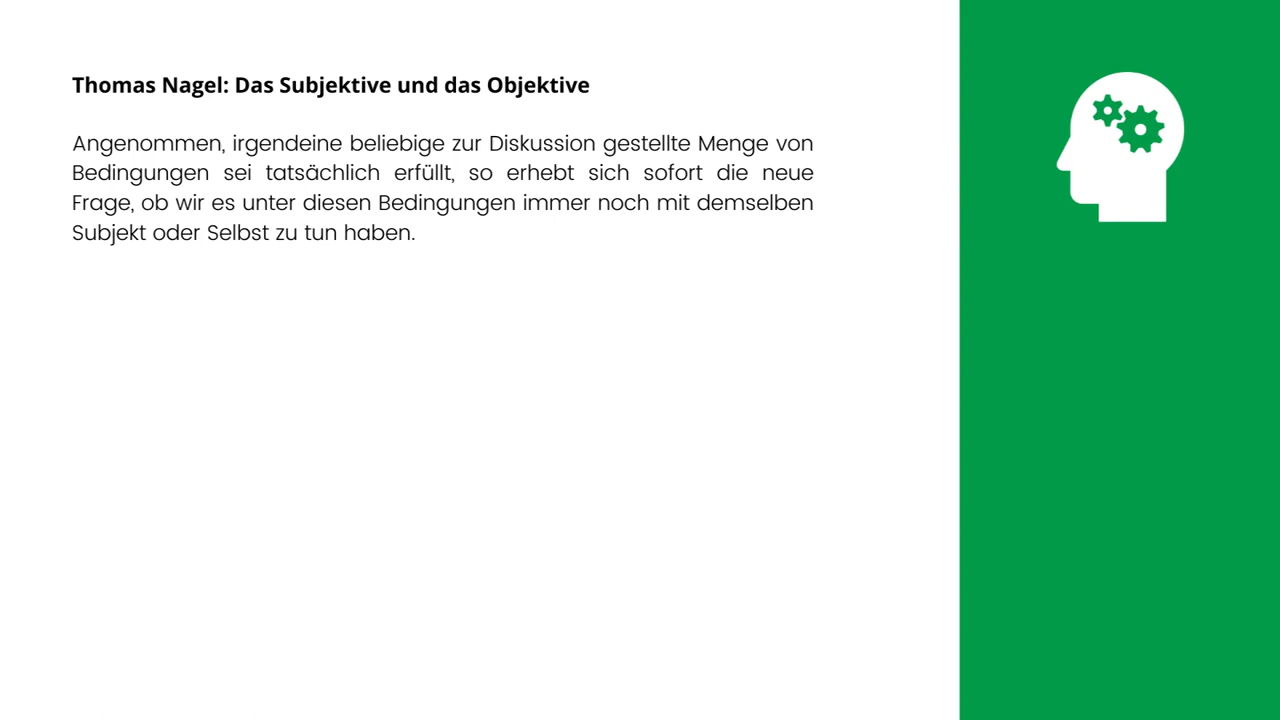 Thomas Nagel: Das Subjektive und das Objektive
Angenommen, irgendeine beliebige zur Diskussion gestellte Menge von
Bedingungen sei tatsächlich erfüllt, so erhebt sich sofort die neue
Frage, ob wir es unter diesen Bedingungen immer noch mit demselben
Subjekt oder Selbst zu tun haben.